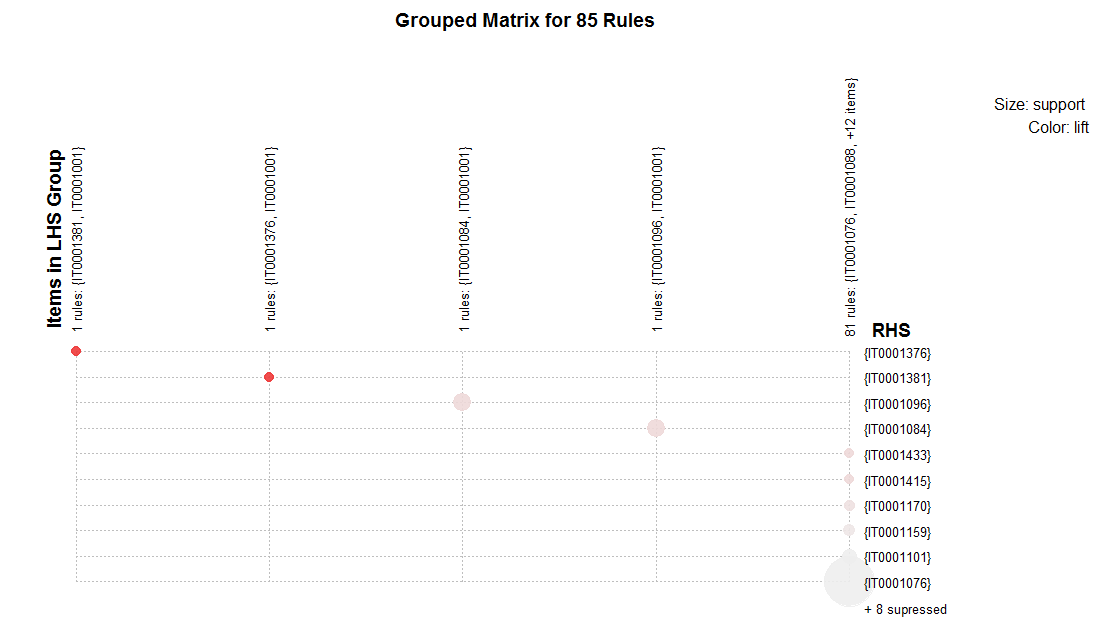 Grouped Matrix for 85 Rules
Size: support
Color: lift
Items in LHS Group
1 rules: {IT0001381, IT0001001}
1 rules: {IT0001376, IT0001001}
1 rules: {IT0001084, IT0001001}
1 rules: {IT0001096, IT0001001}
81 rules: {IT0001076, IT0001088, +12 items}
RHS
{IT0001376}
{IT0001381}
{IT0001096}
{IT0001084}
{IT0001433}
{IT0001415}
{IT0001170}
{IT0001159}
{IT0001101}
{IT0001076}
+ 8 supressed